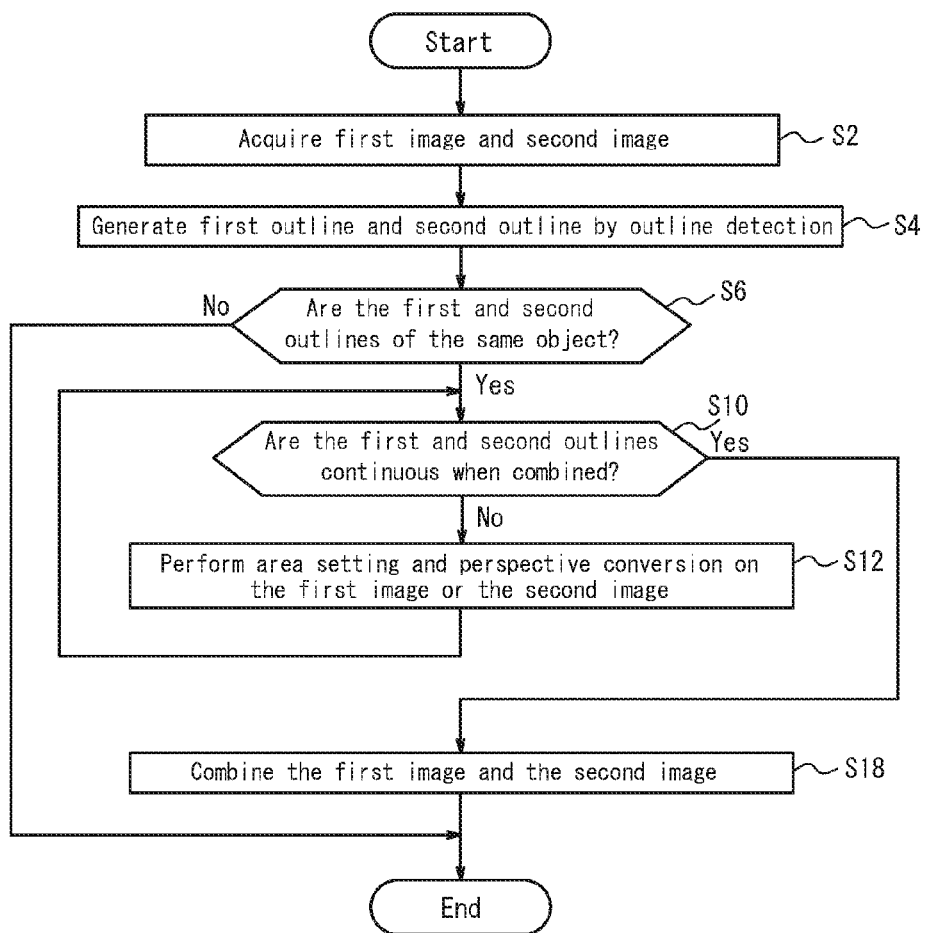 Start
Acquire first image and second image
S2
Generate first outline and second outline by outline detection
S4
No
Are the first and second
outlines of the same object?
S6
Yes
Are the first and second outlines
continuous when combined?
S10
Yes
No
Perform area setting and perspective conversion on
the first image or the second image
S12
Combine the first image and the second image
S18
End